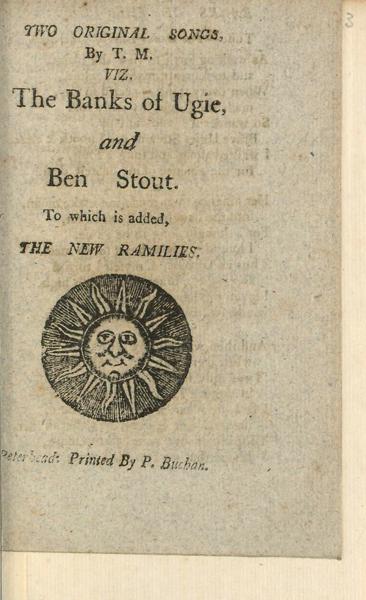 3
TWO ORIGINAL SONGS,
By T. M.
VIZ.
The Banks of Ugie,
and
Ben Stout.
To which is added,
THE NEW RAMILIES.
Peterhead: Printed By P. Buchan.